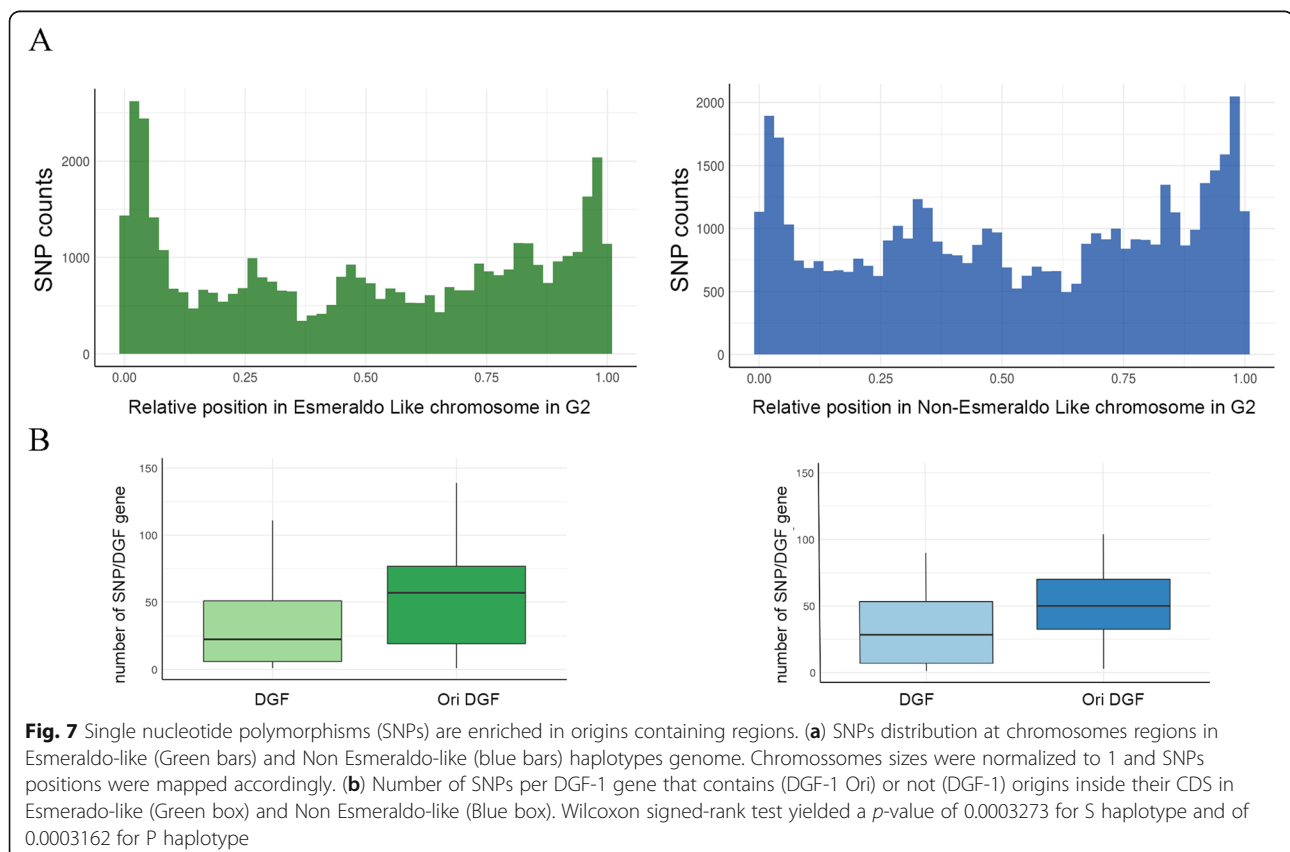 A
SNP counts
2000
1000
0
0.00 0.25 0.50 0.75 1.00
Relative position in Esmeraldo Like chromosome in G2
SNP counts
2000
1500
1000
500
0
0.00 0.25 0.50 0.75 1.00
Relative position in Non-Esmeraldo Like chromosome in G2
B
number of SNP/DGF gene
150
100
50
0
DGF Ori DGF
number of SNP/DGF gene
150
100
50
0
DGF Ori DGF
Fig. 7 Single nucleotide polymorphisms (SNPs) are enriched in origins containing regions. (a) SNPs distribution at chromosomes regions in
Esmeraldo-like (Green bars) and Non Esmeraldo-like (blue bars) haplotypes genome. Chromossomes sizes were normalized to 1 and SNPs
positions were mapped accordingly. (b) Number of SNPs per DGF-1 gene that contains (DGF-1 Ori) or not (DGF-1) origins inside their CDS in
Esmerado-like (Green box) and Non Esmeraldo-like (Blue box). Wilcoxon signed-rank test yielded a p-value of 0.0003273 for S haplotype and of
0.0003162 for P haplotype